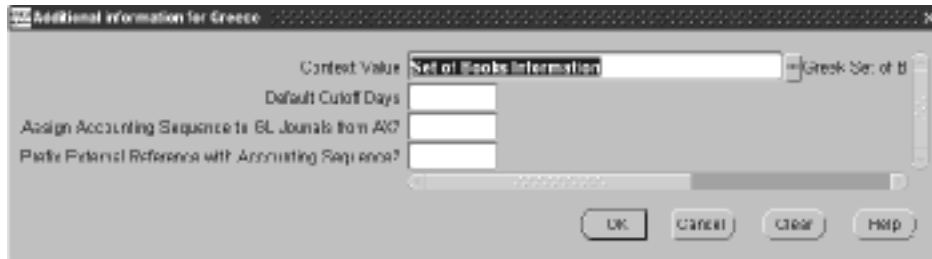 Additional information for Greece
Context Value Set of Books Information Greek Set of B
Default Cutoff Days
Assign Accounting Sequence to GL Jounals from AX?
Prefix External Reference with Accounting Sequence?
OK Cancel Clear Help